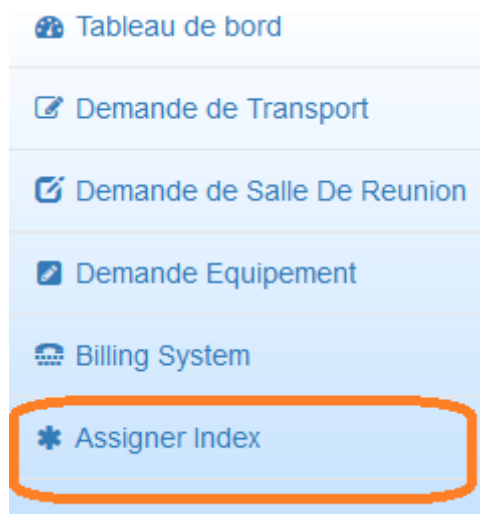 Tableau de bord
Demande de Transport
Demande de Salle De Reunion
Demande Equipement
Billing System
Assigner Index